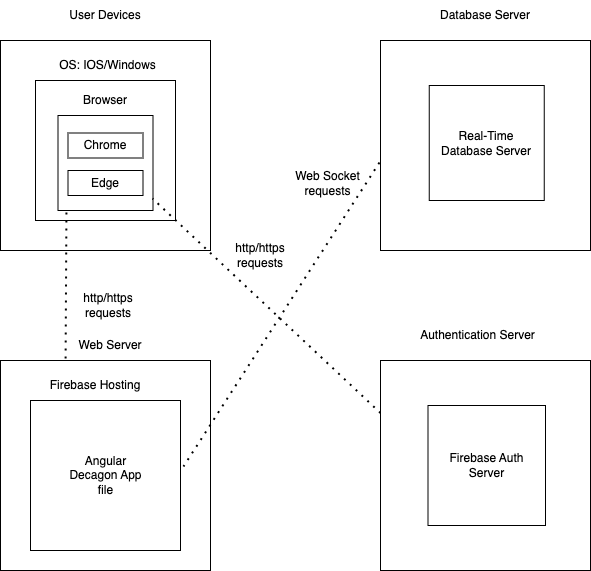 User Devices
OS: IOS/Windows
Browser
Chrome
Edge
Database Server
Real-Time
Database Server
Web Socket
requests
http/https
requests
http/https
requests
Web Server
Firebase Hosting
Angular
Decagon App
file
Authentication Server
Firebase Auth
Server